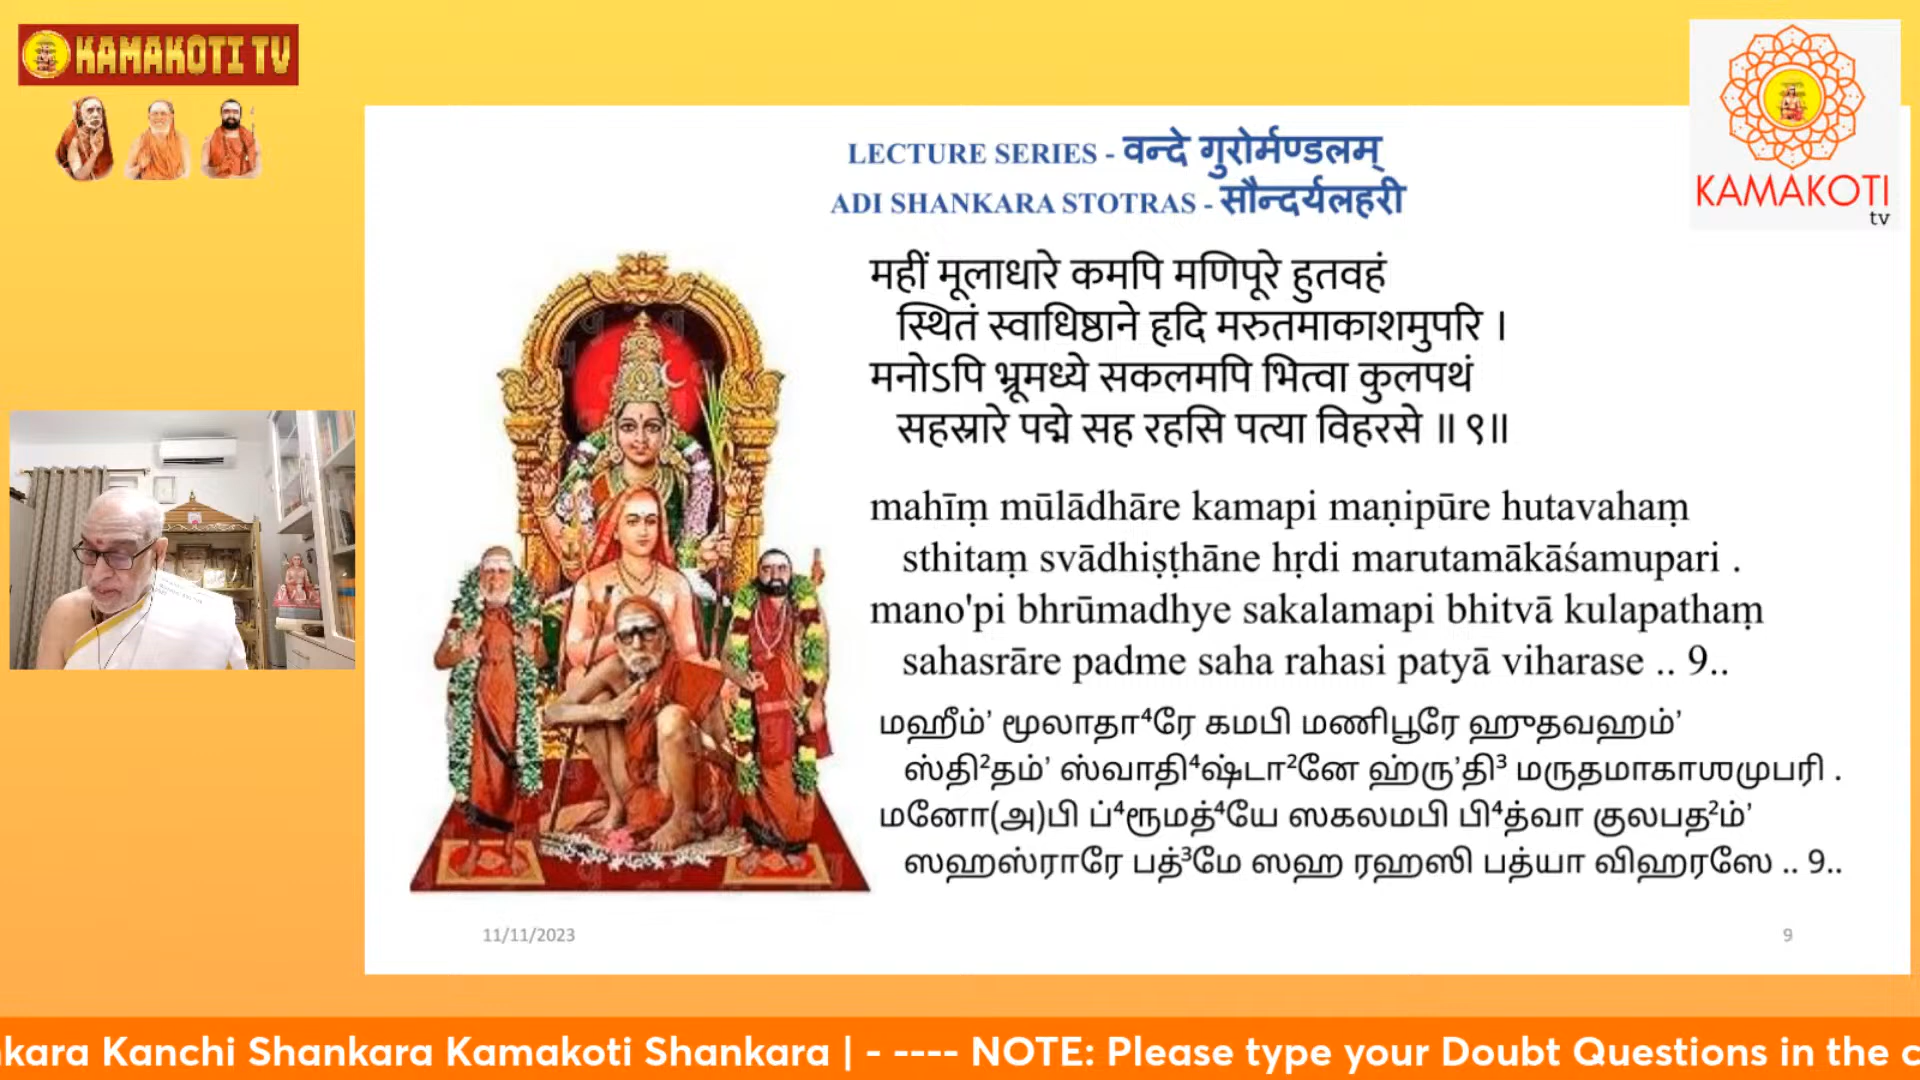 KAMAKOTI TV
KAMAKOTI
tv
LECTURE SERIES - वन्दे गुरोर्मण्डलम्
ADI SHANKARA STOTRAS - सौन्दर्यलहरी
महीं मूलाधारे कमपि मणिपूरे हुतवहं
स्थितं स्वाधिष्ठाने हृदि मरुतमाकाशमुपरि ।
मनोऽपि भ्रूमध्ये सकलमपि भित्वा कुलपथं
सहस्रारे पद्मे सह रहसि पत्या विहरसे ॥ ९॥
mahīṃ mūlādhāre kamapi maṇipūre hutavahaṃ
sthitaṃ svādhiṣṭhāne hṛdi marutamākāśamupari .
mano'pi bhrūmadhye sakalamapi bhitvā kulapathaṃ
sahasrāre padme saha rahasi patyā viharase .. 9..
மஹீம்ʼ மூலாதா⁴ரே கமபி மணிபூரே ஹுதவஹம்ʼ
ஸ்தி²தம்ʼ ஸ்வாதி⁴ஷ்டா²னே ஹ்ருʼதி³ மருதமாகாஶமுபரி .
மனோ(அ)பி ப்⁴ரூமத்⁴யே ஸகலமபி பி⁴த்வா குலபத²ம்ʼ
ஸஹஸ்ராரே பத்³மே ஸஹ ரஹஸி பத்யா விஹரஸே .. 9..
11/11/2023
9
kara Kanchi Shankara Kamakoti Shankara | - ---- NOTE: Please type your Doubt Questions in the c